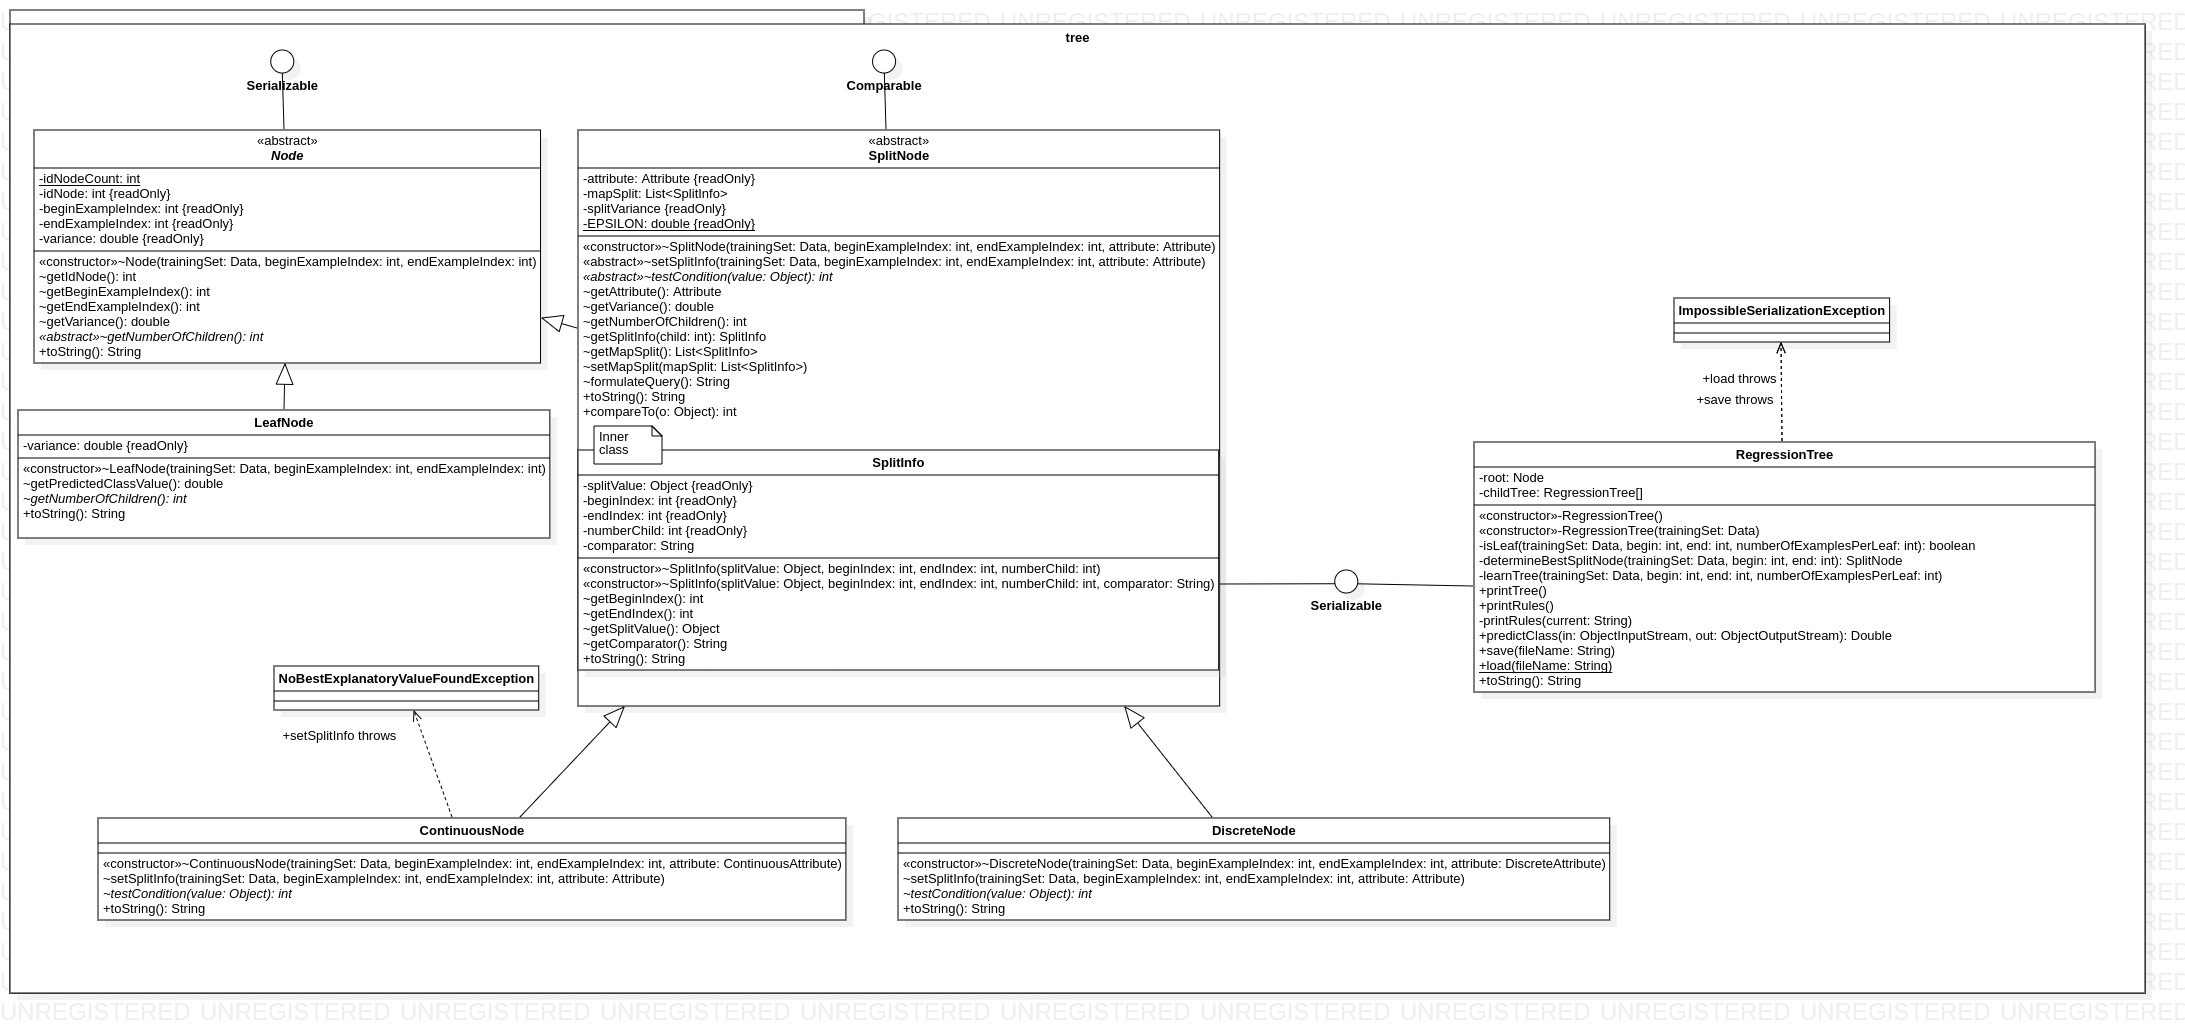 tree
Serializable
Comparable
«abstract»
Node
-idNodeCount: int
-idNode: int {readOnly}
-beginExampleIndex: int {readOnly}
-endExampleIndex: int {readOnly}
-variance: double {readOnly}
«constructor»~Node(trainingSet: Data, beginExampleIndex: int, endExampleIndex: int)
~getIdNode(): int
~getBeginExampleIndex(): int
~getEndExampleIndex(): int
~getVariance(): double
«abstract»~getNumberOfChildren(): int
+toString(): String
«abstract»
SplitNode
-attribute: Attribute {readOnly}
-mapSplit: List<SplitInfo>
-splitVariance {readOnly}
-EPSILON: double {readOnly}
«constructor»~SplitNode(trainingSet: Data, beginExampleIndex: int, endExampleIndex: int, attribute: Attribute)
«abstract»~setSplitInfo(trainingSet: Data, beginExampleIndex: int, endExampleIndex: int, attribute: Attribute)
«abstract»~testCondition(value: Object): int
~getAttribute(): Attribute
~getVariance(): double
~getNumberOfChildren(): int
~getSplitInfo(child: int): SplitInfo
~getMapSplit(): List<SplitInfo>
~setMapSplit(mapSplit: List<SplitInfo>)
~formulateQuery(): String
+toString(): String
+compareTo(o: Object): int
Inner
class
SplitInfo
-splitValue: Object {readOnly}
-beginIndex: int {readOnly}
-endIndex: int {readOnly}
-numberChild: int {readOnly}
-comparator: String
«constructor»~SplitInfo(splitValue: Object, beginIndex: int, endIndex: int, numberChild: int)
«constructor»~SplitInfo(splitValue: Object, beginIndex: int, endIndex: int, numberChild: int, comparator: String)
~getBeginIndex(): int
~getEndIndex(): int
~getSplitValue(): Object
~getComparator(): String
+toString(): String
LeafNode
-variance: double {readOnly}
«constructor»~LeafNode(trainingSet: Data, beginExampleIndex: int, endExampleIndex: int)
~getPredictedClassValue(): double
~getNumberOfChildren(): int
+toString(): String
Serializable
ImpossibleSerializationException
+load throws
+save throws
RegressionTree
-root: Node
-childTree: RegressionTree[]
«constructor»-RegressionTree()
«constructor»-RegressionTree(trainingSet: Data)
-isLeaf(trainingSet: Data, begin: int, end: int, numberOfExamplesPerLeaf: int): boolean
-determineBestSplitNode(trainingSet: Data, begin: int, end: int): SplitNode
-learnTree(trainingSet: Data, begin: int, end: int, numberOfExamplesPerLeaf: int)
+printTree()
+printRules()
-printRules(current: String)
+predictClass(in: ObjectInputStream, out: ObjectOutputStream): Double
+save(fileName: String)
+load(fileName: String)
+toString(): String
NoBestExplanatoryValueFoundException
+setSplitInfo throws
ContinuousNode
«constructor»~ContinuousNode(trainingSet: Data, beginExampleIndex: int, endExampleIndex: int, attribute: ContinuousAttribute)
~setSplitInfo(trainingSet: Data, beginExampleIndex: int, endExampleIndex: int, attribute: Attribute)
~testCondition(value: Object): int
+toString(): String
DiscreteNode
«constructor»~DiscreteNode(trainingSet: Data, beginExampleIndex: int, endExampleIndex: int, attribute: DiscreteAttribute)
~setSplitInfo(trainingSet: Data, beginExampleIndex: int, endExampleIndex: int, attribute: Attribute)
~testCondition(value: Object): int
+toString(): String
UNREGISTERED UNREGISTERED UNREGISTERED UNREGISTERED UNREGISTERED UNREGISTERED UNREGISTERED UNREGISTERED UNREGISTERED UNREGISTERED UNREGISTERED